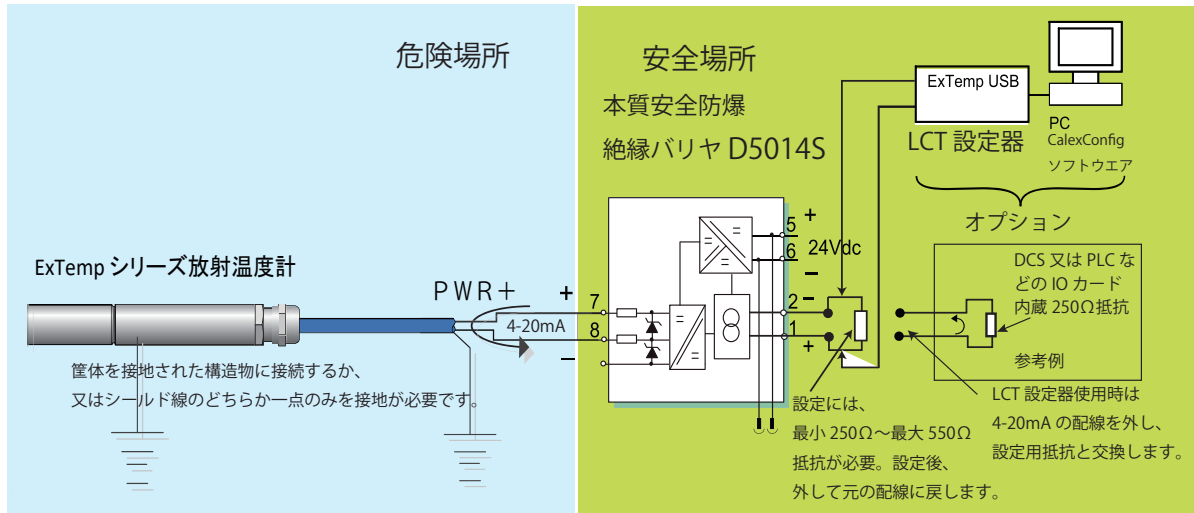 危険場所
ExTemp シリーズ放射温度計
PWR＋
4-20mA
+
−
7
8
筐体を接地された構造物に接続するか、
又はシールド線のどちらか一点のみを接地が必要です。
安全場所
本質安全防爆
絶縁バリヤ D5014S
5 +
24Vdc
6
−
2 −
1
+
設定には、
最小 250Ω～最大 550Ω
抵抗が必要。設定後、
外して元の配線に戻します。
ExTemp USB
LCT 設定器
PC
CalexConfig
ソフトウエア
オプション
DCS 又は PLC な
どの IO カード
内蔵 250Ω抵抗
参考例
LCT 設定器使用時は
4-20mA の配線を外し、
設定用抵抗と交換します。